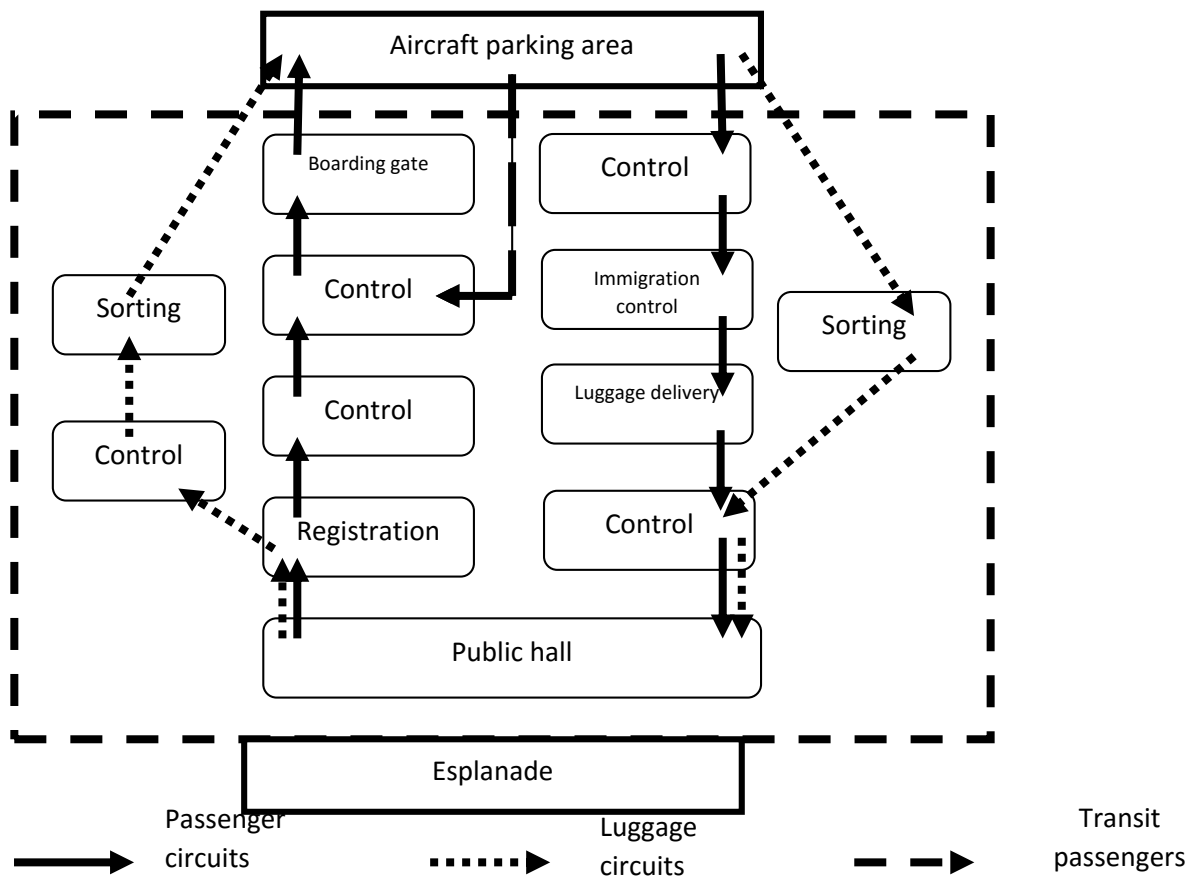 Aircraft parking area
Boarding gate
Control
Control
Immigration
control
Sorting
Sorting
Control
Luggage delivery
Control
Registration
Control
Public hall
Esplanade
Passenger
circuits
Luggage
circuits
Transit
passengers